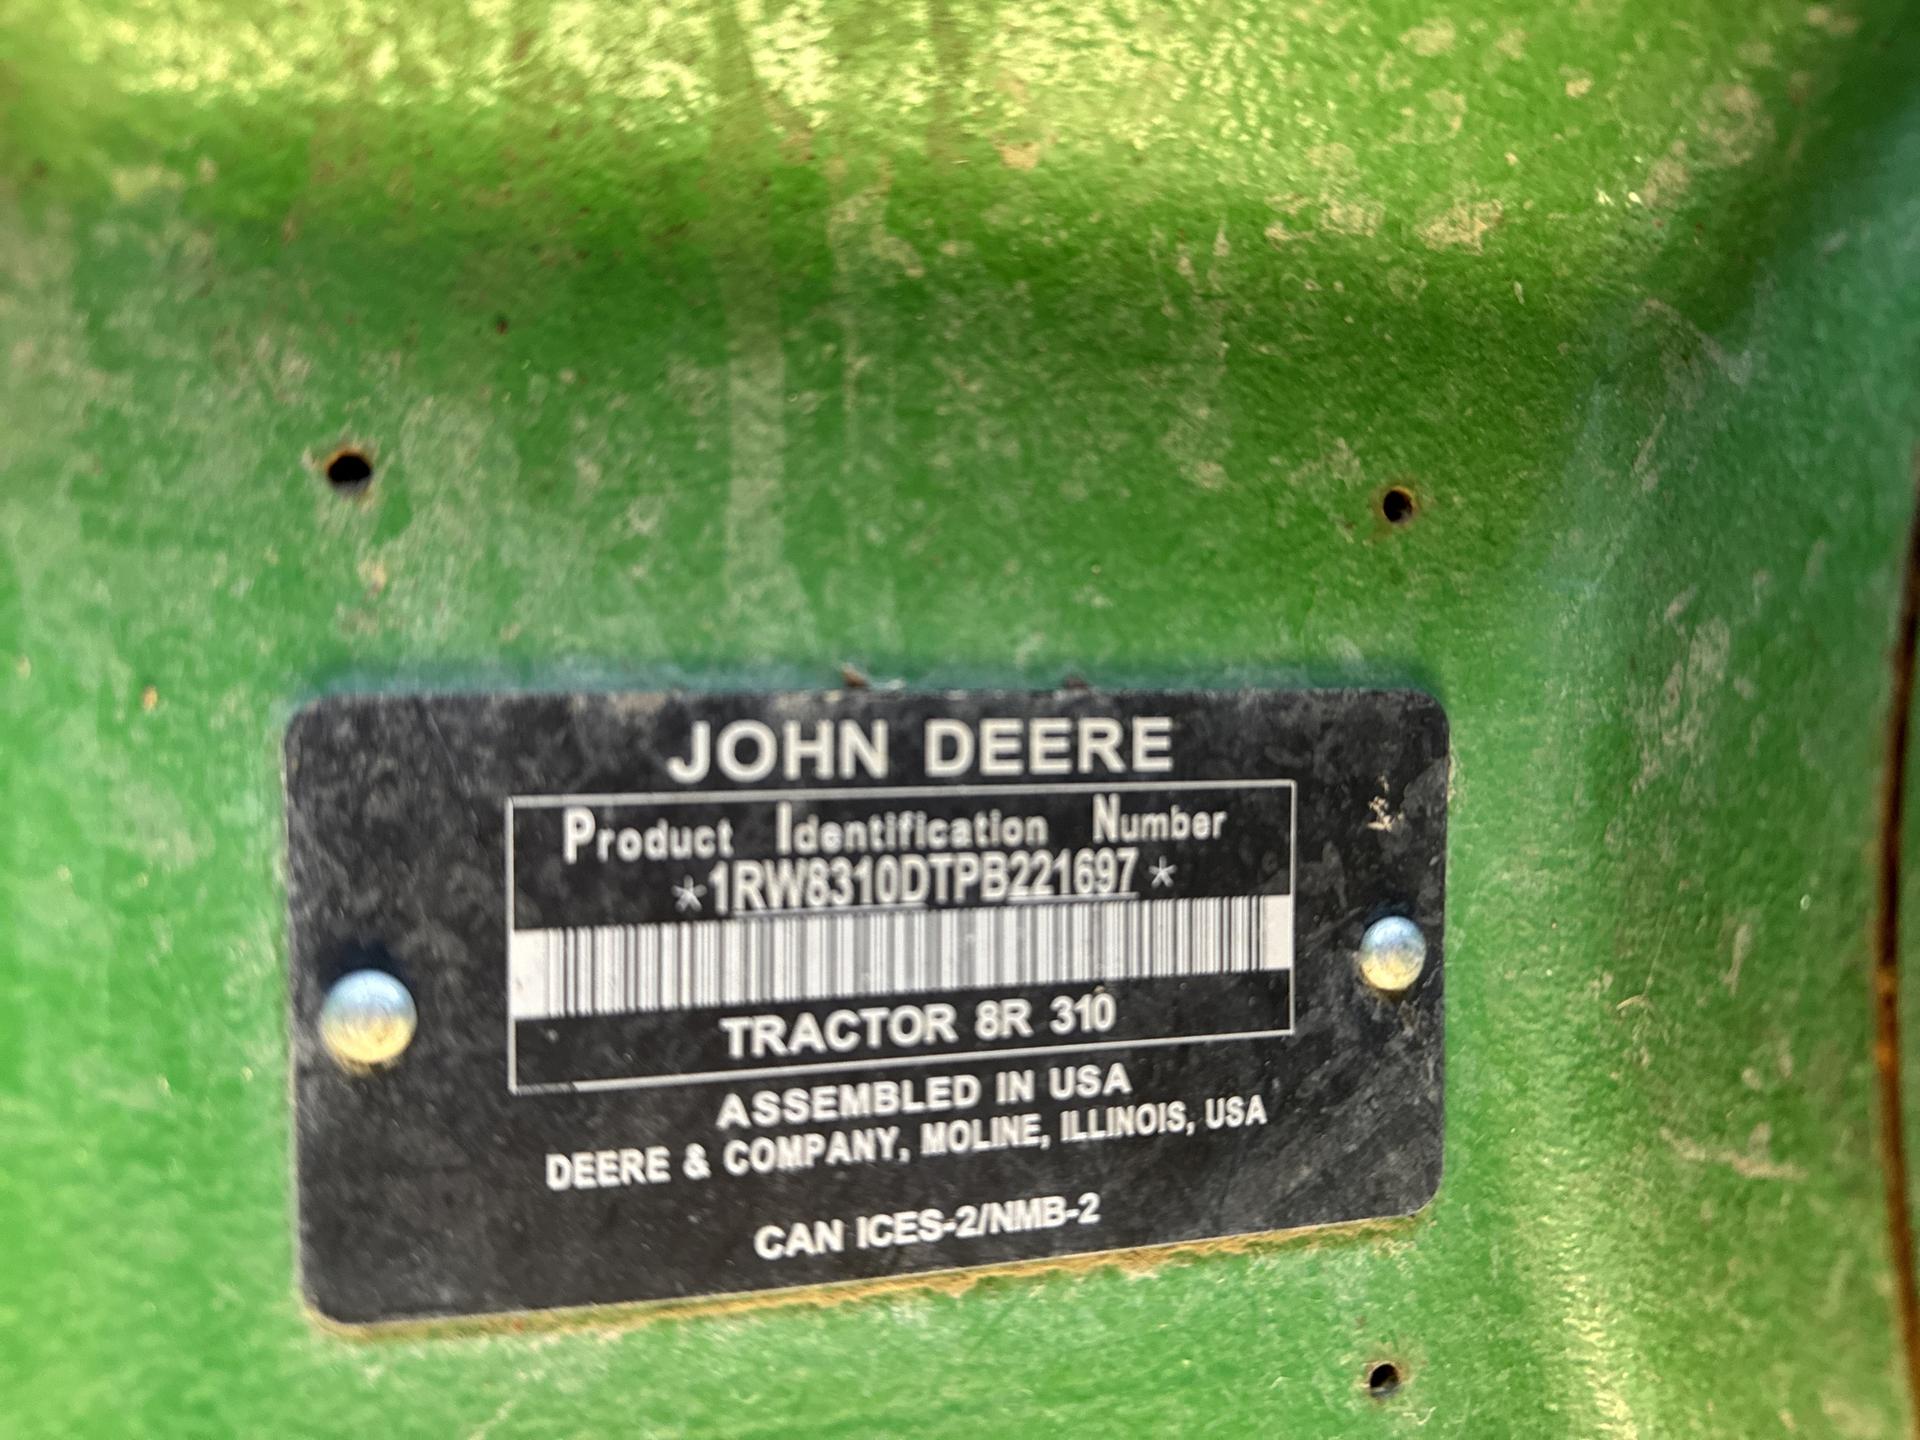 JOHN DEERE
Product Identification Number
*1RW8310DTPB221697*
TRACTOR 8R 310
ASSEMBLED IN USA
DEERE & COMPANY, MOLINE, ILLINOIS, USA
CAN ICES-2/NMB-2